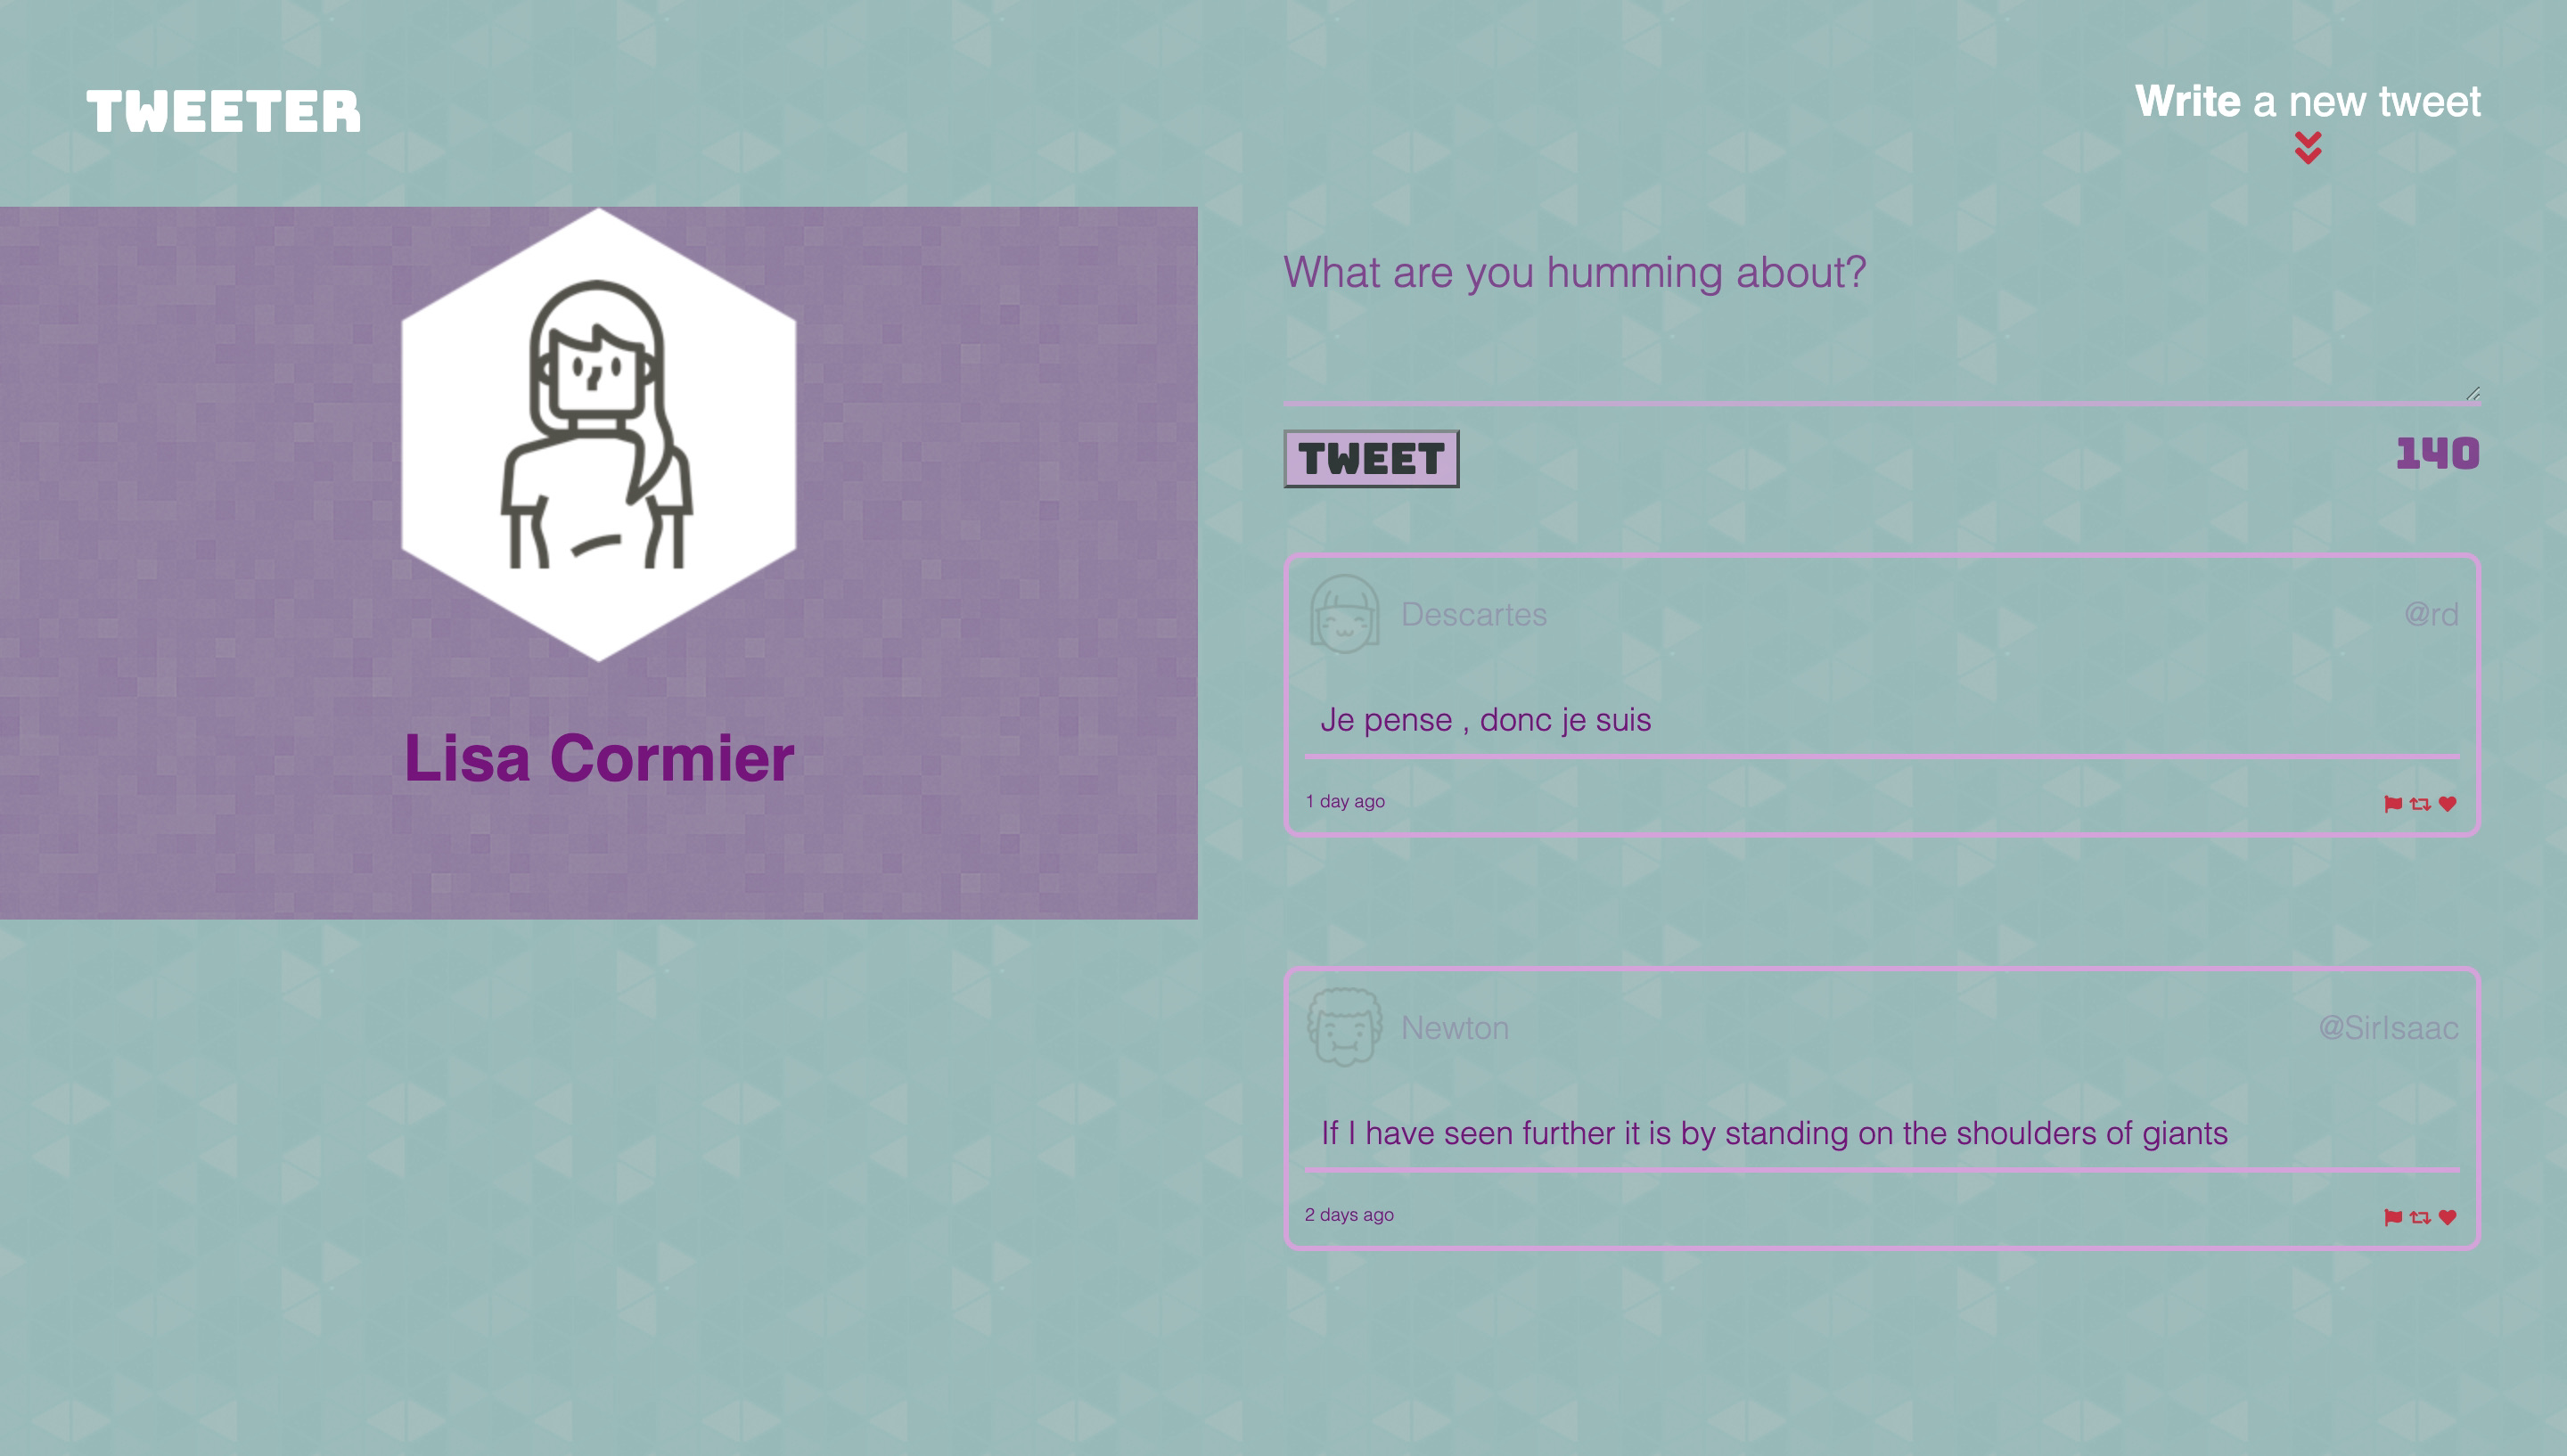 TWEETER
Write a new tweet
Lisa Cormier
What are you humming about?
TWEET
140
Descartes
@rd
Je pense , donc je suis
1 day ago
Newton
@SirIsaac
If I have seen further it is by standing on the shoulders of giants
2 days ago